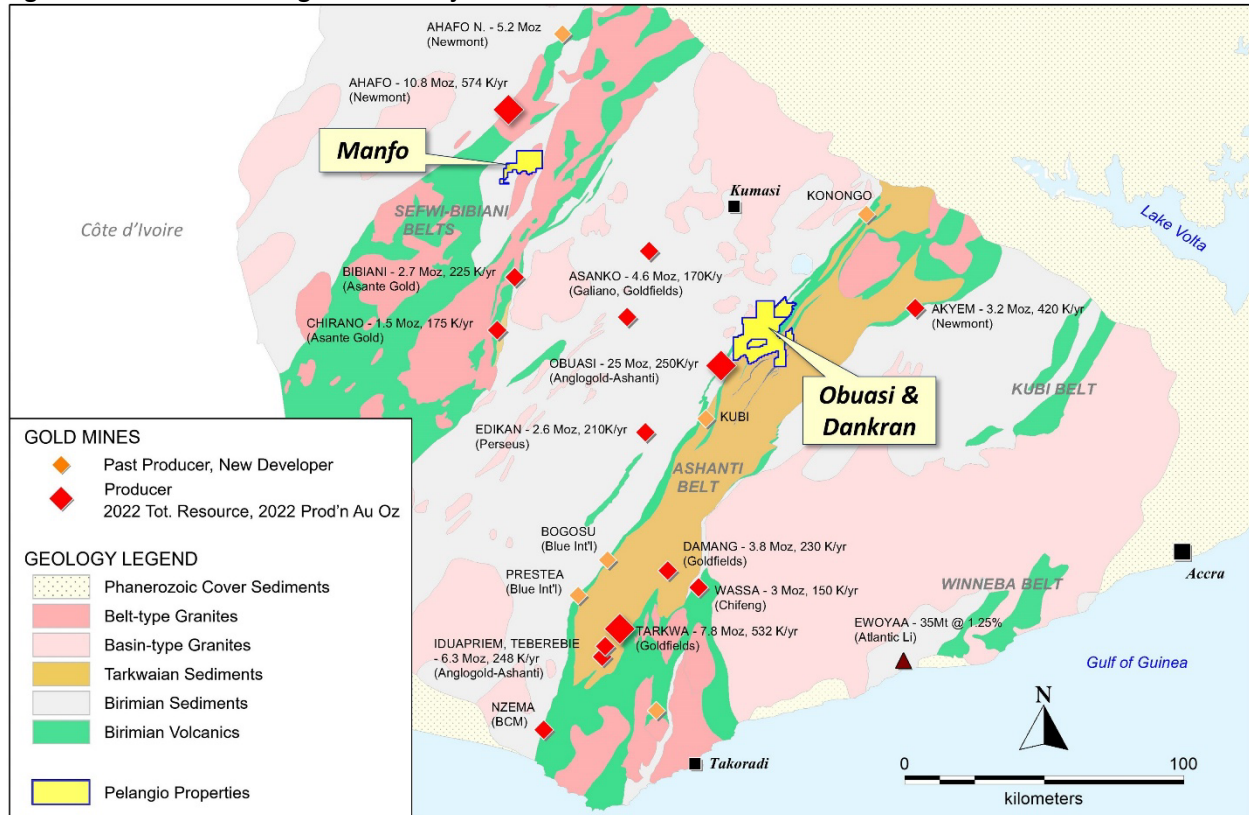 AHAFO N. - 5.2 Moz
(Newmont)
AHAFO - 10.8 Moz, 574 K/yr
(Newmont)
Manfo
Kumasi
KONONGO
Lake Volta
Côte d'Ivoire
SEFWI-BIBIANI
BELTS
BIBIANI - 2.7 Moz, 225 K/yr
(Asante Gold)
ASANKO - 4.6 Moz, 170K/y
(Galiano, Goldfields)
CHIRANO - 1.5 Moz, 175 K/yr
(Asante Gold)
AKYEM - 3.2 Moz, 420 K/yr
(Newmont)
OBUASI - 25 Moz, 250K/yr
(Anglogold-Ashanti)
Obuasi &
Dankran
KUBI BELT
KUBI
EDIKAN - 2.6 Moz, 210K/yr
(Perseus)
ASHANTI
BELT
BOGOSU
(Blue Int'l)
PRESTEA
(Blue Int'l)
DAMANG - 3.8 Moz, 230 K/yr
(Goldfields)
WASSA - 3 Moz, 150 K/yr
(Chifeng)
Accra
WINNEBA BELT
EWOYAA - 35Mt @ 1.25%
(Atlantic Li)
TARKWA - 7.8 Moz, 532 K/yr
(Goldfields)
IDUAPRIEM, TEBEREBIE
- 6.3 Moz, 248 K/yr
(Anglogold-Ashanti)
Gulf of Guinea
NZEMA
(BCM)
Takoradi
N
0 100
kilometers
GOLD MINES
Past Producer, New Developer
Producer
2022 Tot. Resource, 2022 Prod'n Au Oz
GEOLOGY LEGEND
Phanerozoic Cover Sediments
Belt-type Granites
Basin-type Granites
Tarkwaian Sediments
Birimian Sediments
Birimian Volcanics
Pelangio Properties